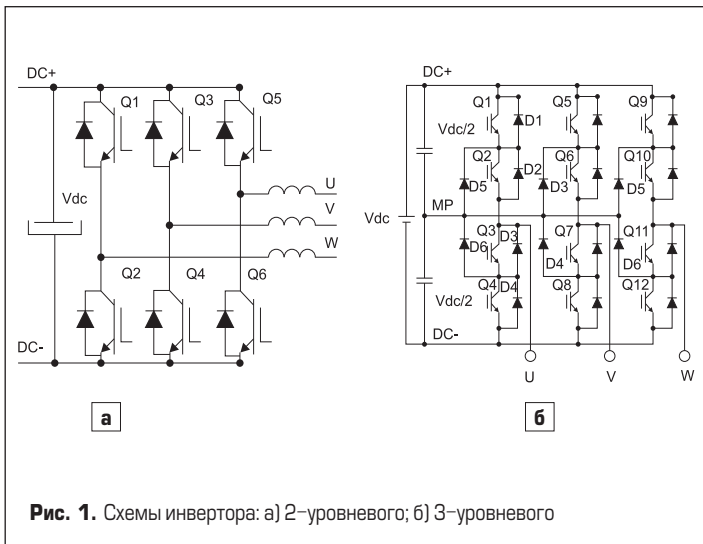 DC+
Q1
Q3
Q5
Vdc
U
V
W
Q2
Q4
Q6
DC-
а
DC+
Q1
Q5
Q9
Vdc/2
D1
Q2
Q6
Q10
D2
D5
D3
D5
MP
Vdc
Q3
D3
Q7
Q11
D6
D4
D6
Q4
D4
Q8
Q12
Vdc/2
DC-
U
V
W
б
Рис. 1. Схемы инвертора: а) 2-уровневого; б) 3-уровневого